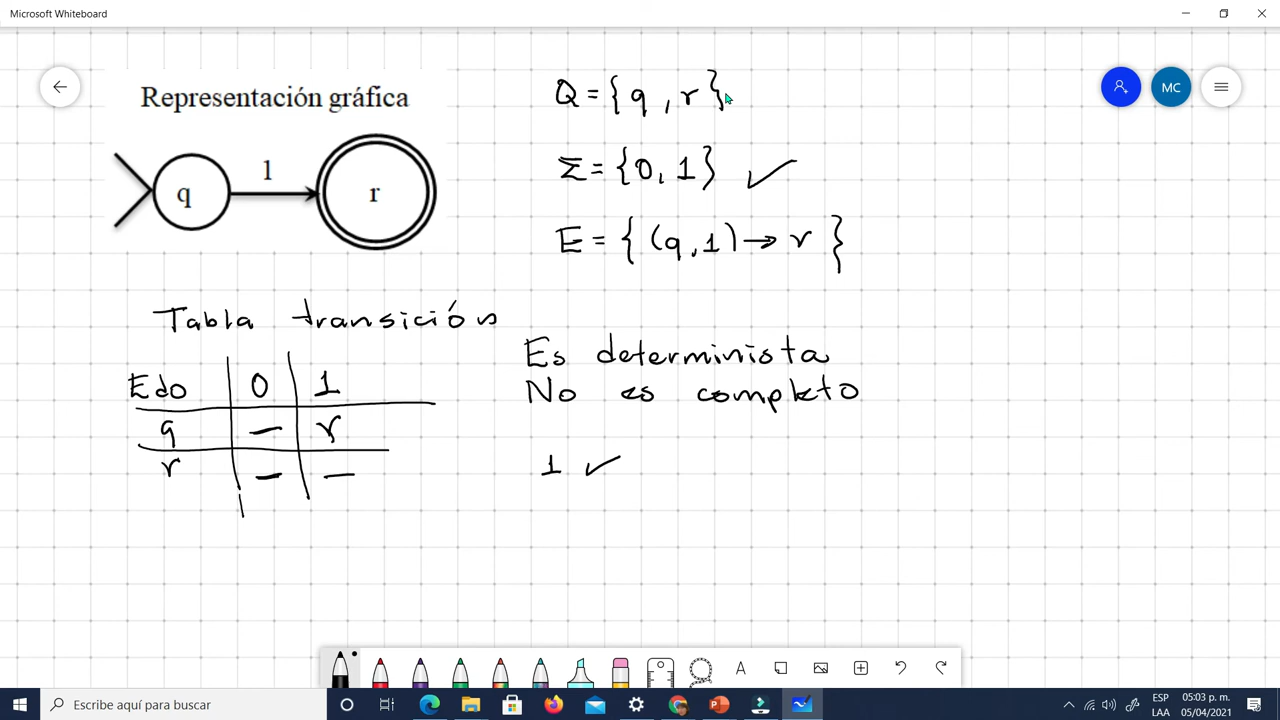 Microsoft Whiteboard
MC
Representación gráfica
q
1
r
Q = { q , r }
Σ = { 0, 1 } ✓
E = { (q, 1) → r }
Tabla transición
Edo 0 1
q — r
r — —
Es determinista
No es completo
1 ✓
A
Escribe aquí para buscar
ESP
LAA
05:03 p. m.
05/04/2021